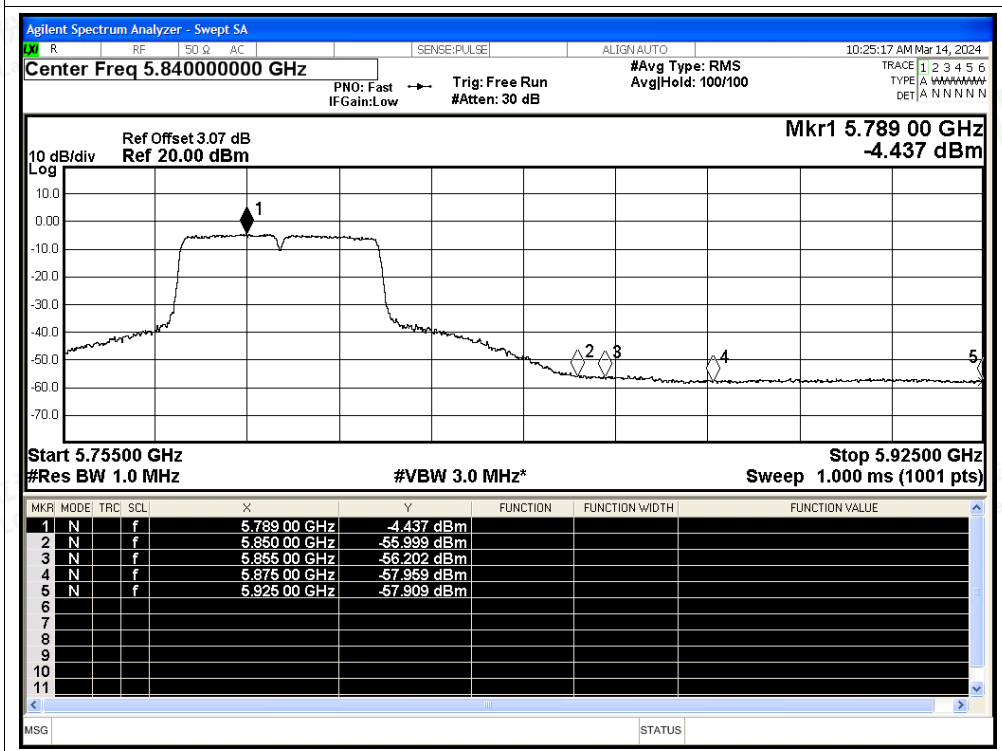 Agilent Spectrum Analyzer - Swept SA
LXI R RF 50 Ω AC SENSE:PULSE ALIGN AUTO 10:25:17 AM Mar 14, 2024
Center Freq 5.840000000 GHz #Avg Type: RMS TRACE 1 2 3 4 5 6
PNO: Fast Trig: Free Run Avg|Hold: 100/100 TYPE A WWWWW
IFGain:Low #Atten: 30 dB DET A N N N N N
Mkr1 5.789 00 GHz
Ref Offset 3.07 dB
10 dB/div Ref 20.00 dBm -4.437 dBm
Log
10.0
1
0.00
-10.0
-20.0
-30.0
-40.0
2 3 4 5
-50.0
-60.0
-70.0
Start 5.75500 GHz Stop 5.92500 GHz
#Res BW 1.0 MHz #VBW 3.0 MHz* Sweep 1.000 ms (1001 pts)
MKR MODE TRC SCL X Y FUNCTION FUNCTION WIDTH FUNCTION VALUE
1 N f 5.789 00 GHz -4.437 dBm
2 N f 5.850 00 GHz -55.999 dBm
3 N f 5.855 00 GHz -56.202 dBm
4 N f 5.875 00 GHz -57.959 dBm
5 N f 5.925 00 GHz -57.909 dBm
6
7
8
9
10
11
MSG STATUS